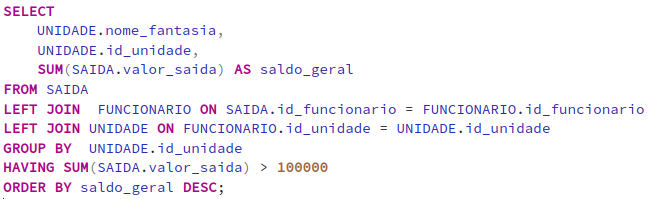 SELECT
    UNIDADE.nome_fantasia,
    UNIDADE.id_unidade,
    SUM(SAIDA.valor_saida) AS saldo_geral
FROM SAIDA
LEFT JOIN  FUNCIONARIO ON SAIDA.id_funcionario = FUNCIONARIO.id_funcionario
LEFT JOIN UNIDADE ON FUNCIONARIO.id_unidade = UNIDADE.id_unidade
GROUP BY  UNIDADE.id_unidade
HAVING SUM(SAIDA.valor_saida) > 100000
ORDER BY saldo_geral DESC;